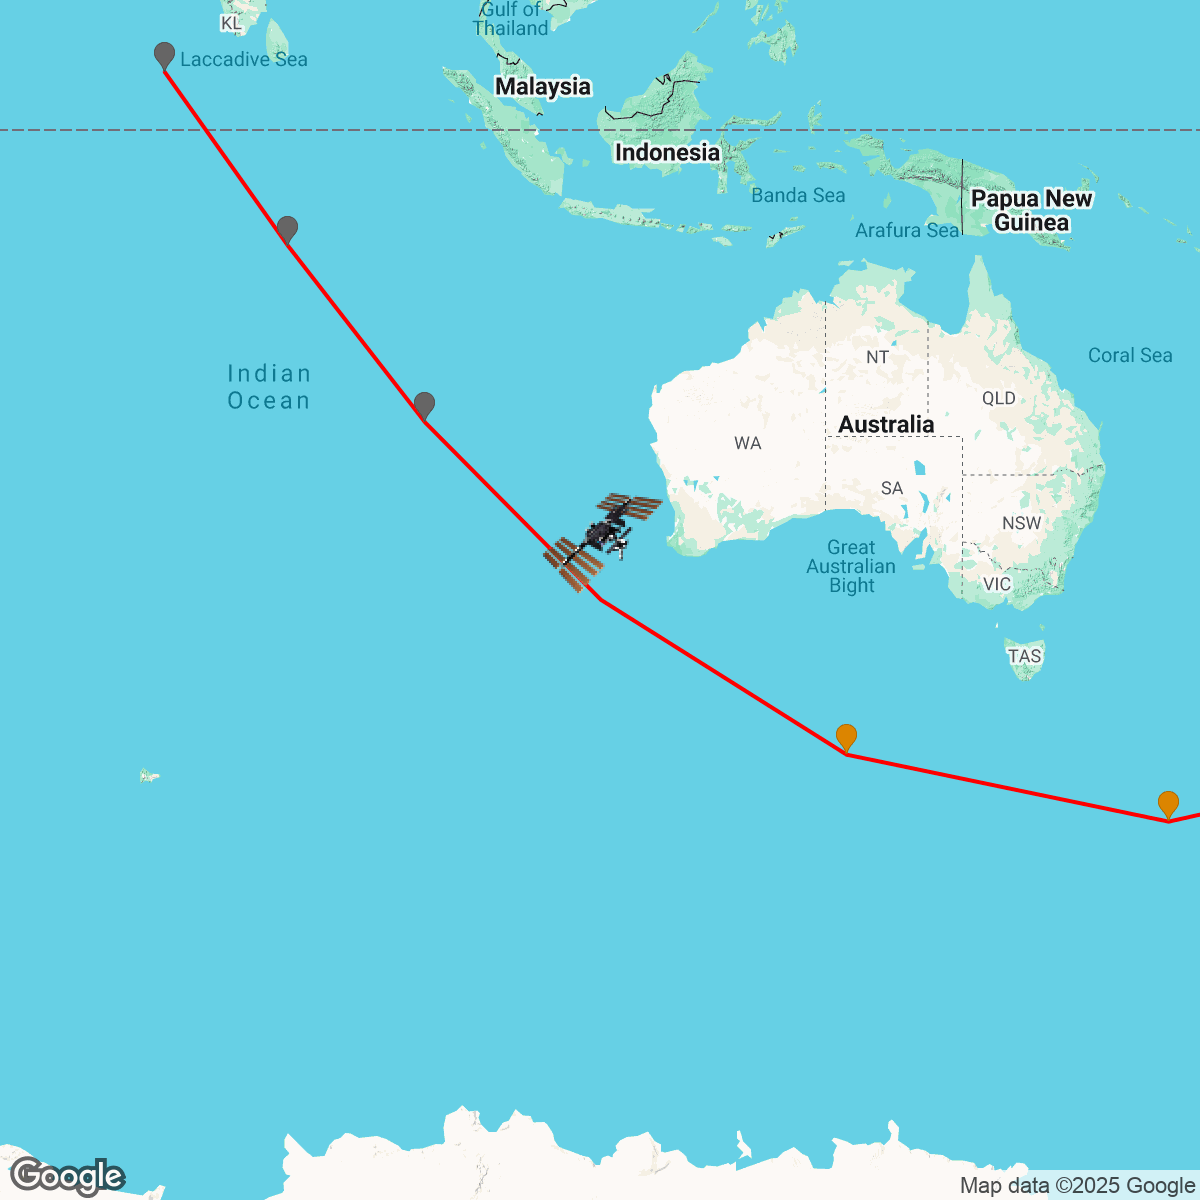 KL
Gulf of
Thailand
Laccadive Sea
Malaysia
Indonesia
Banda Sea
Papua New
Guinea
Arafura Sea
Coral Sea
NT
Indian
Ocean
QLD
Australia
WA
SA
NSW
Great
Australian
Bight
VIC
TAS
Google
Map data ©2025 Google